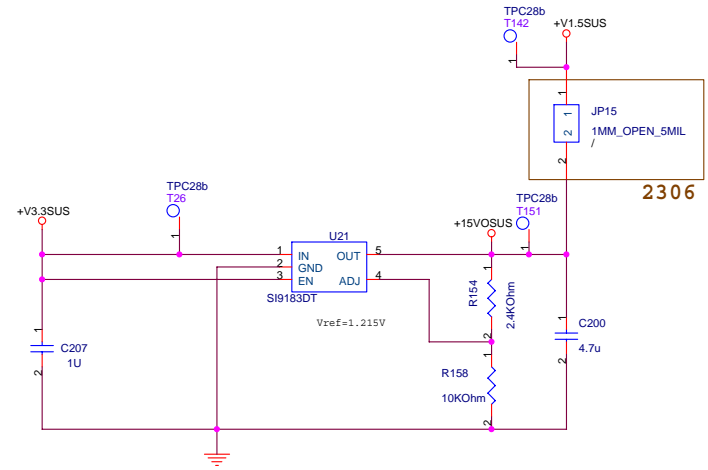 TPC28b
T142
+V1.5SUS
1
1
1
2
2
JP15
1MM_OPEN_5MIL
/
2306
TPC28b
T26
1
+V3.3SUS
TPC28b
T151
1
+15VOSUS
U21
1
2
3
IN
GND
EN
OUT
ADJ
5
4
SI9183DT
Vref=1.215V
1
R154
2.4KOhm
2
1
R158
10KOhm
2
1
C200
4.7u
2
1
C207
1U
2